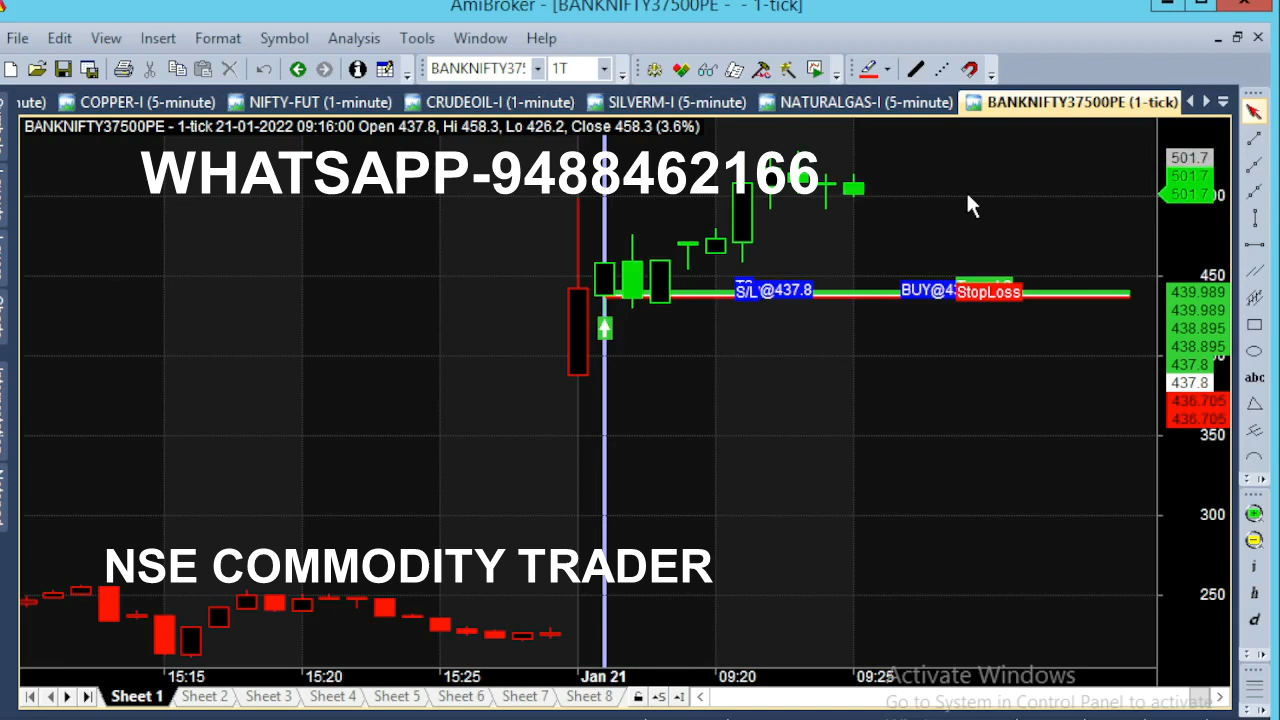 AmiBroker - [BANKNIFTY37500PE - - 1-tick]
File Edit View Insert Format Symbol Analysis Tools Window Help
BANKNIFTY37! 1T
ute) COPPER-I (5-minute) NIFTY-FUT (1-minute) CRUDEOIL-I (1-minute) SILVERM-I (5-minute) NATURALGAS-I (5-minute) BANKNIFTY37500PE (1-tick)
BANKNIFTY37500PE - 1-tick 21-01-2022 09:16:00 Open 437.8, Hi 458.3, Lo 426.2, Close 458.3 (3.6%)
WHATSAPP-9488462166
501.7
501.7
501.7
450
S/L @437.8 BUY@43 StopLoss
439.989
439.989
438.895
438.895
437.8
437.8
436.705
436.705
abc
350
300
NSE COMMODITY TRADER
250
15:15 15:20 15:25 Jan 21 09:20 09:25
Activate Windows
Go to System in Control Panel to activate
Sheet 1 Sheet 2 Sheet 3 Sheet 4 Sheet 5 Sheet 6 Sheet 7 Sheet 8